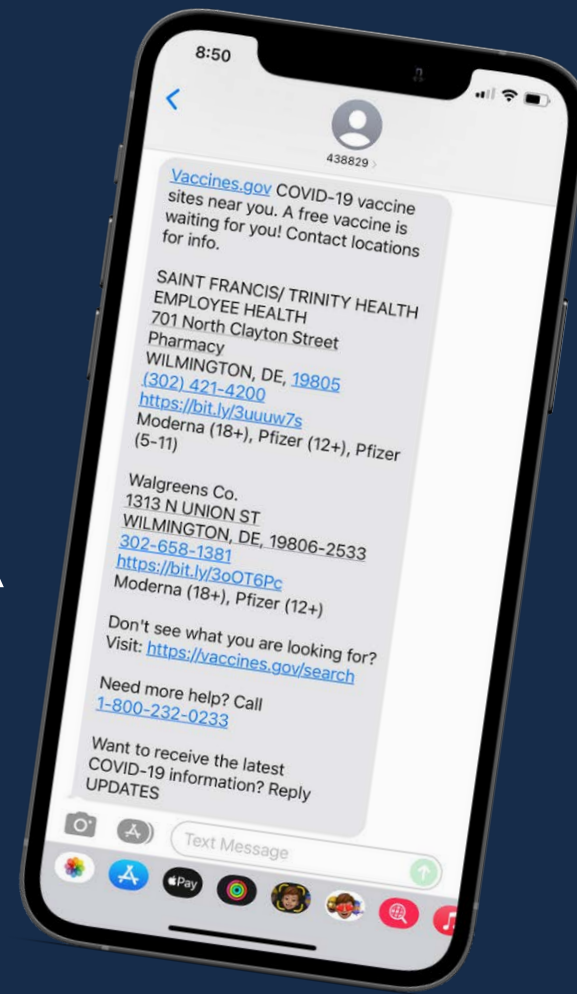 8:50
438829 >
Vaccines.gov COVID-19 vaccine
sites near you. A free vaccine is
waiting for you! Contact locations
for info.
SAINT FRANCIS/ TRINITY HEALTH
EMPLOYEE HEALTH
701 North Clayton Street
Pharmacy
WILMINGTON, DE, 19805
(302) 421-4200
https://bit.ly/3uuuw7s
Moderna (18+), Pfizer (12+), Pfizer
(5-11)
Walgreens Co.
1313 N UNION ST
WILMINGTON, DE, 19806-2533
302-658-1381
https://bit.ly/3oOT6Pc
Moderna (18+), Pfizer (12+)
Don't see what you are looking for?
Visit: https://vaccines.gov/search
Need more help? Call
1-800-232-0233
Want to receive the latest
COVID-19 information? Reply
UPDATES
Text Message
Pay